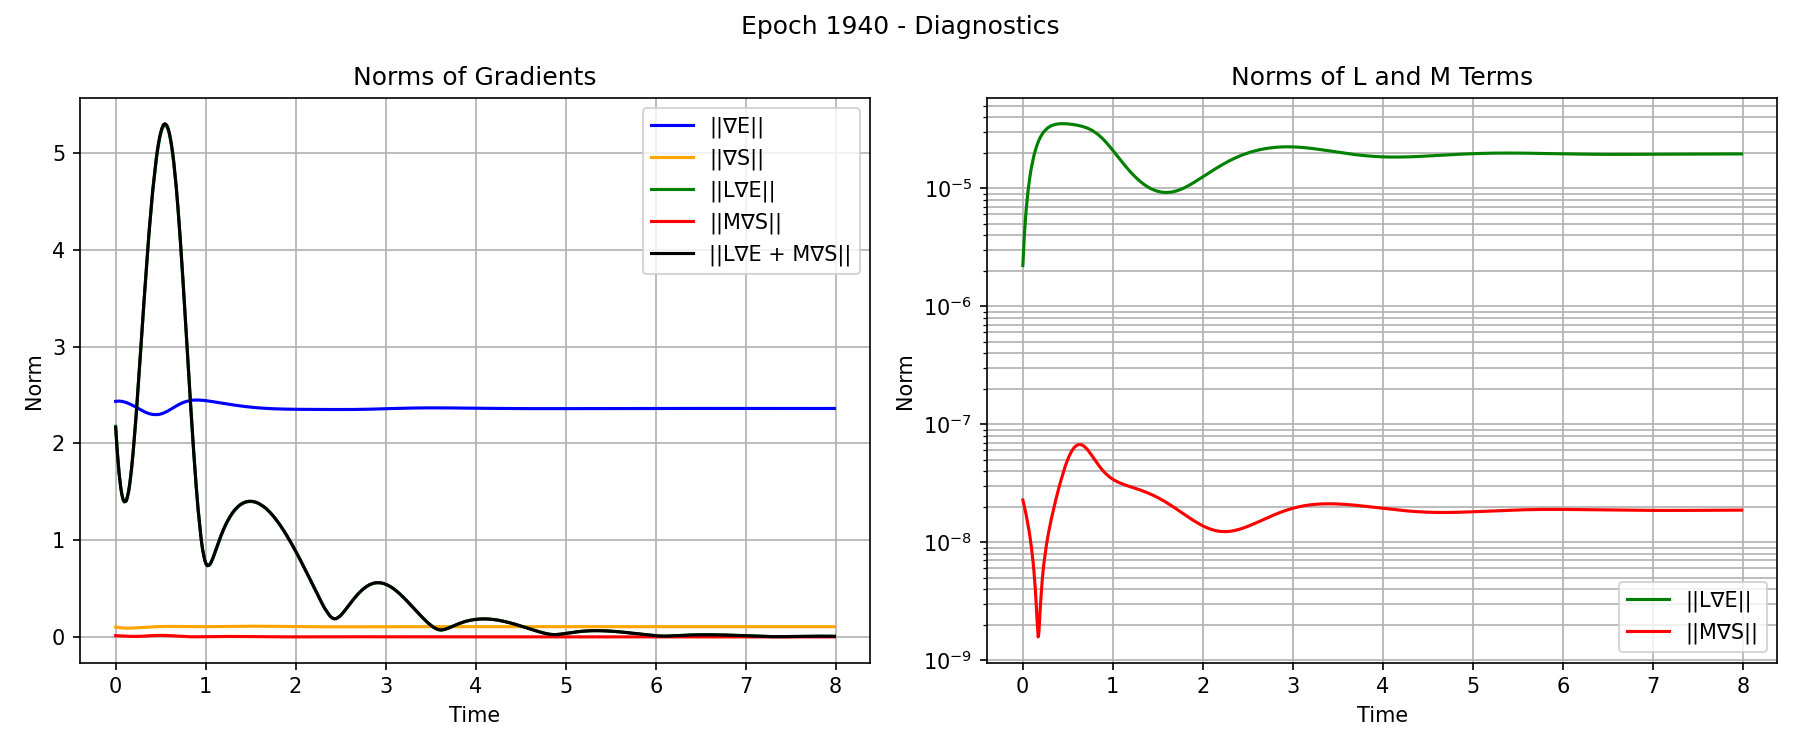 Epoch 1940 - Diagnostics
Norms of Gradients
Norm
5
4
3
2
1
0
0 1 2 3 4 5 6 7 8
Time
||∇E||
||∇S||
||L∇E||
||M∇S||
||L∇E + M∇S||
Norms of L and M Terms
Norm
10⁻⁵
10⁻⁶
10⁻⁷
10⁻⁸
10⁻⁹
0 1 2 3 4 5 6 7 8
Time
||L∇E||
||M∇S||